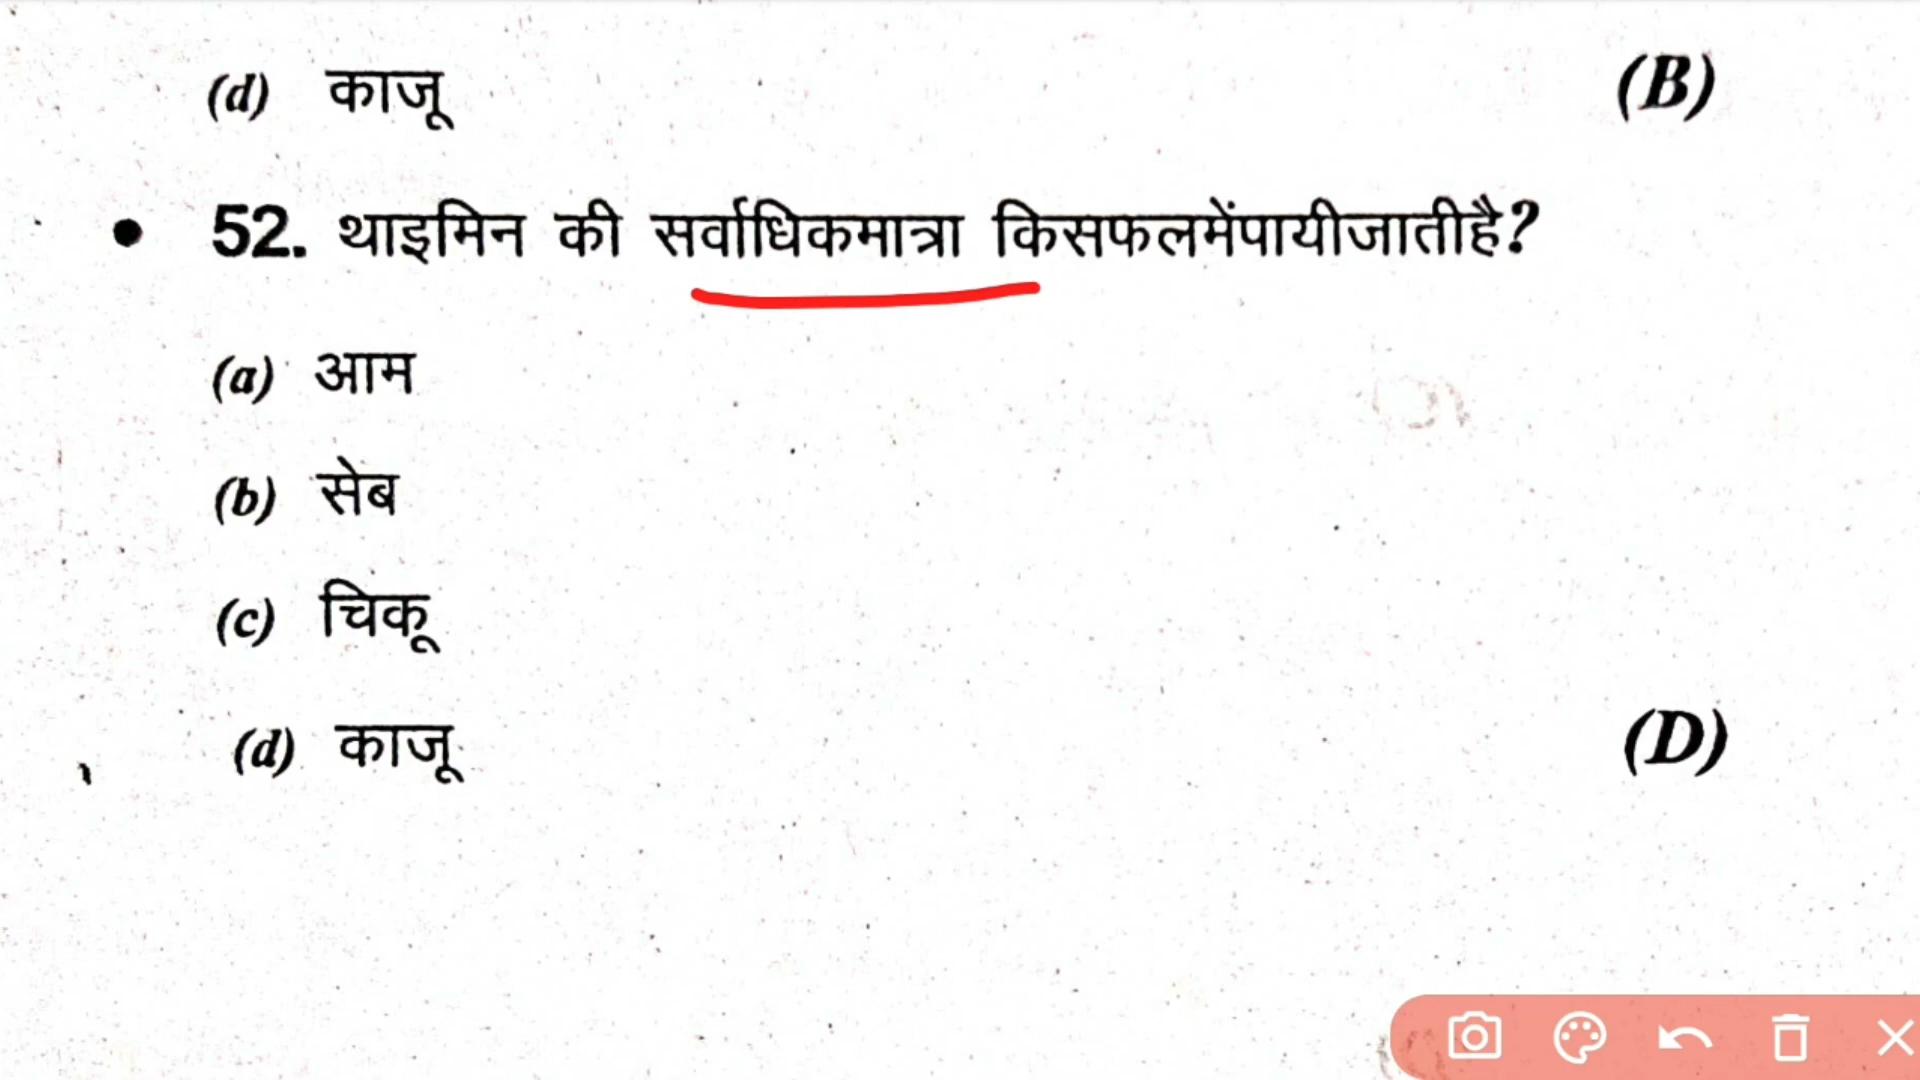 (d) काजू (B)
• 52. थाइमिन की सर्वाधिकमात्रा किसफलमेंपायीजातीहै?
(a) आम
(b) सेब
(c) चिकू
(d) काजू (D)